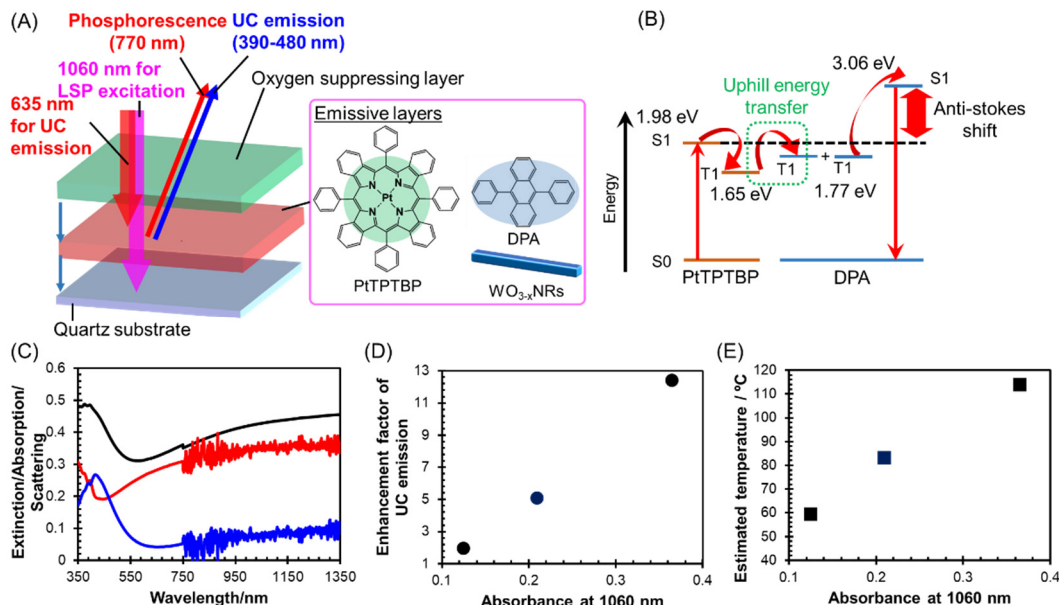 (A)
Phosphorescence
(770 nm)
UC emission
(390-480 nm)
1060 nm for
LSP excitation
Oxygen suppressing layer
635 nm
for UC
emission
Emissive layers
N
N
Pt
N
N
PtTPTBP
DPA
WO3-xNRs
Quartz substrate
(B)
Energy
1.98 eV
S1
T1
1.65 eV
Uphill energy
transfer
T1
+
T1
1.77 eV
3.06 eV
S1
Anti-stokes
shift
S0
PtTPTBP
DPA
(C)
Extinction/Absorption/
Scattering
0.6
0.5
0.4
0.3
0.2
0.1
0
350
550
750
950
1150
1350
Wavelength/nm
(D)
Enhancement factor of
UC emission
13
11
9
7
5
3
1
0.1
0.2
0.3
0.4
Absorbance at 1060 nm
(E)
Estimated temperature / ºC
120
110
100
90
80
70
60
50
40
0.1
0.2
0.3
0.4
Absorbance at 1060 nm